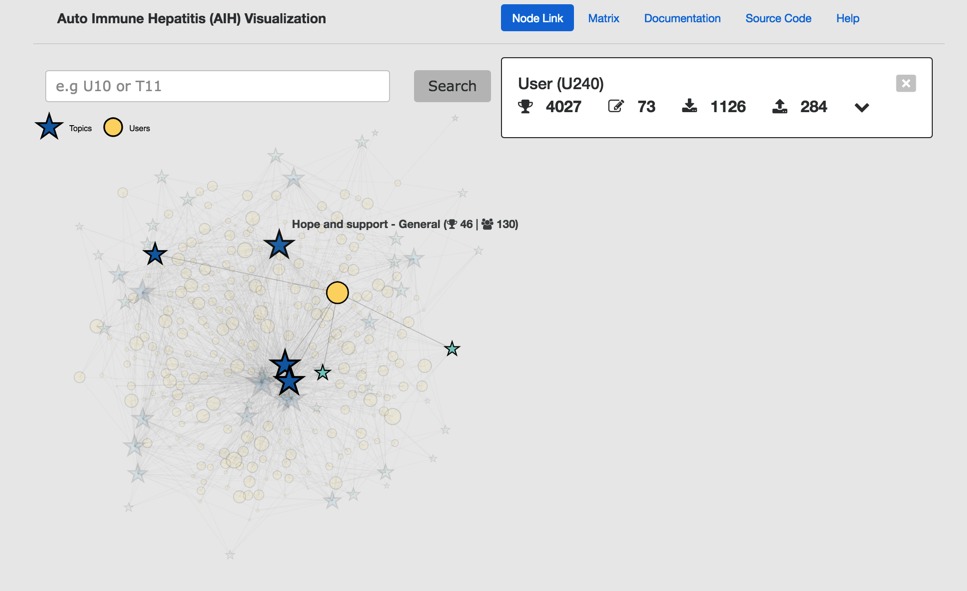 Auto Immune Hepatitis (AIH) Visualization
Node Link Matrix Documentation Source Code Help
e.g U10 or T11 Search
User (U240)
4027 73 1126 284
Topics Users
Hope and support - General (46 | 130)